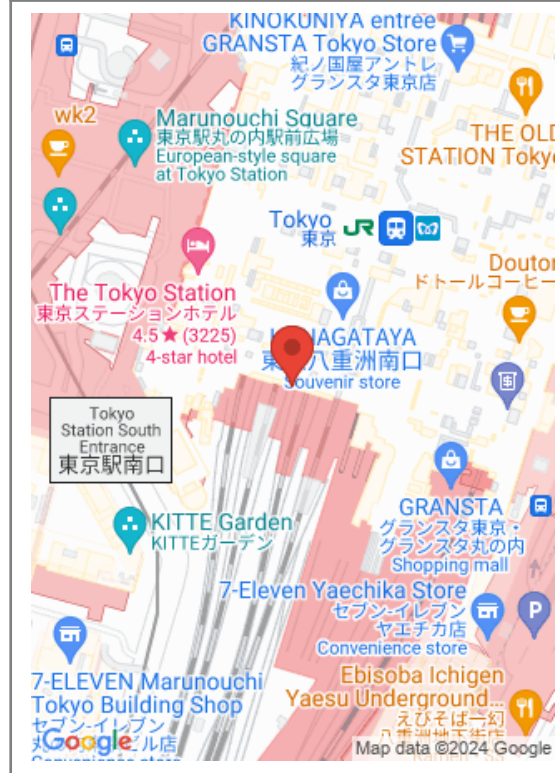 KINOKUNIYA entrée
GRANSTA Tokyo Store
紀ノ国屋アントレ
グランスタ東京店
wk2
Marunouchi Square
東京駅丸の内駅前広場
European-style square
at Tokyo Station
THE OLD
STATION Tokyo
Tokyo
東京
JR
The Tokyo Station
東京ステーションホテル
4.5★ (3225)
4-star hotel
東 八重洲南口
Souvenir store
Doutor
ドトールコーヒー
Tokyo
Station South
Entrance
東京駅南口
KITTE Garden
KITTEガーデン
GRANSTA
グランスタ東京・
グランスタ丸の内
Shopping mall
P
7-Eleven Yaechika Store
セブン-イレブン
ヤエチカ店
Convenience store
7-ELEVEN Marunouchi
Tokyo Building Shop
セブン-イレブン
Ebisoba Ichigen
Yaesu Underground...
えびそば一幻
八重洲地下街店
Google
Map data ©2024 Google